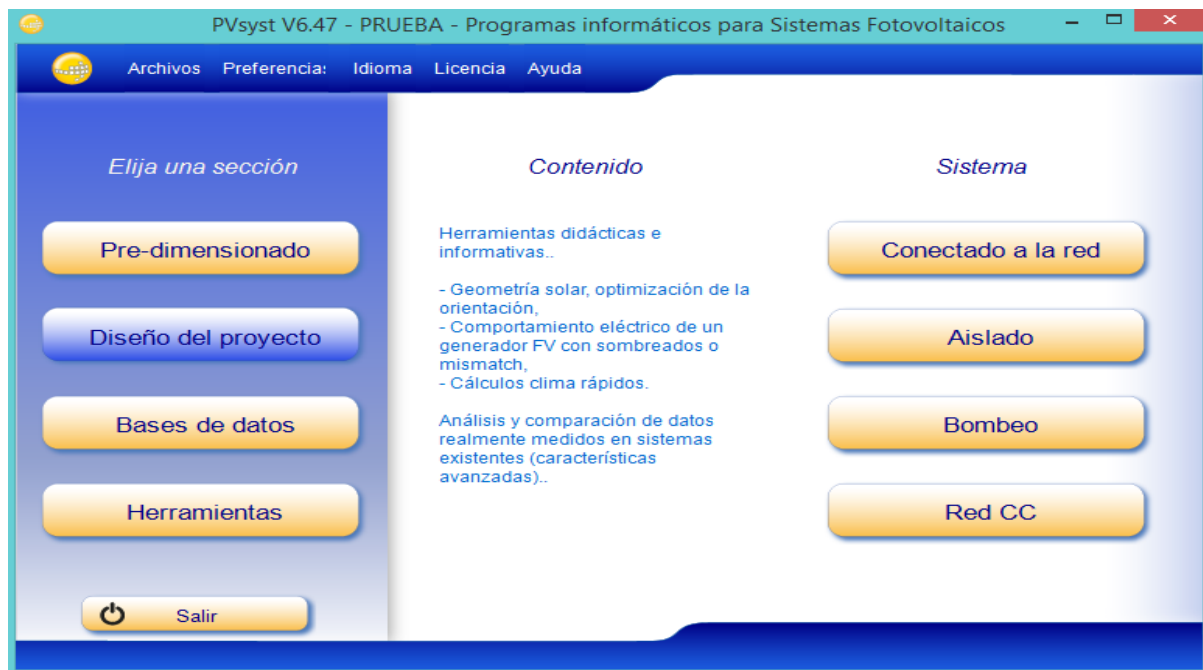 PVsyst V6.47 - PRUEBA - Programas informáticos para Sistemas Fotovoltaicos
Archivos Preferencias Idioma Licencia Ayuda
Elija una sección
Pre-dimensionado
Diseño del proyecto
Bases de datos
Herramientas
Salir
Contenido
Herramientas didácticas e
informativas..
- Geometría solar, optimización de la
orientación,
- Comportamiento eléctrico de un
generador FV con sombreados o
mismatch,
- Cálculos clima rápidos.
Análisis y comparación de datos
realmente medidos en sistemas
existentes (características
avanzadas)..
Sistema
Conectado a la red
Aislado
Bombeo
Red CC